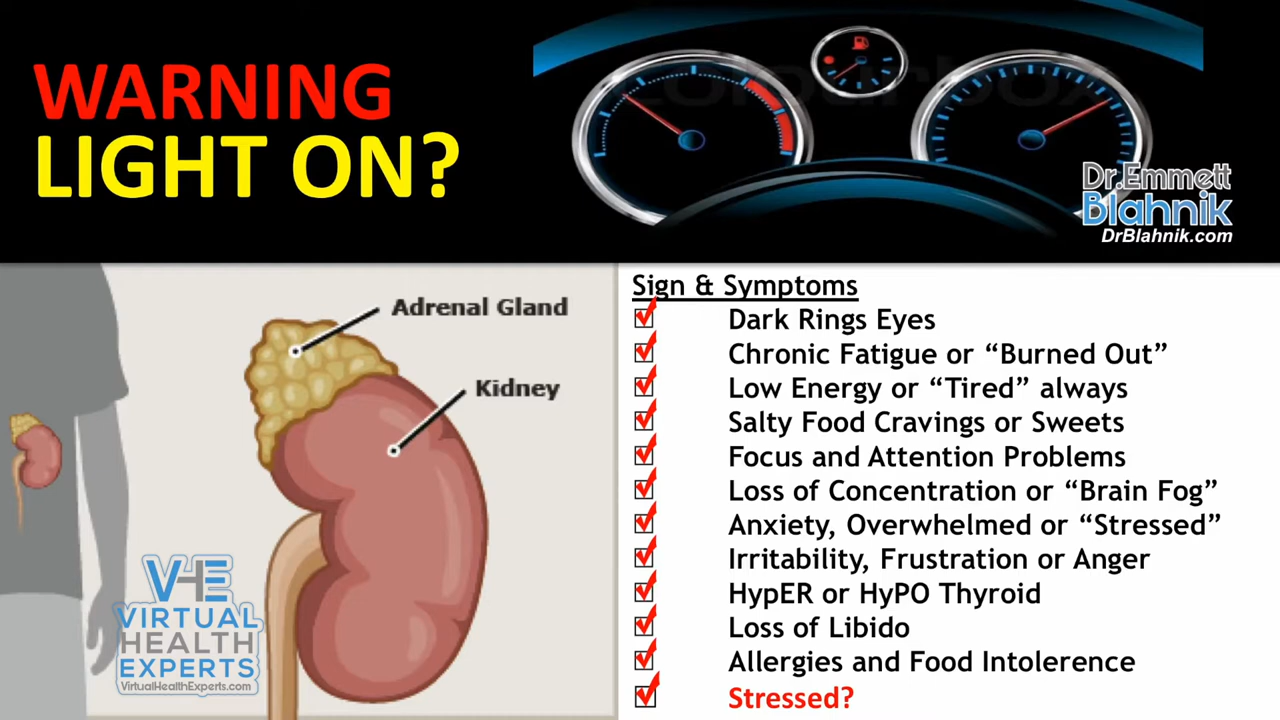 WARNING
LIGHT ON?
Dr.Emmett
Blahnik
DrBlahnik.com
Adrenal Gland
Kidney
VHE
VIRTUAL
HEALTH
EXPERTS
VirtualHealthExperts.com
Sign & Symptoms
Dark Rings Eyes
Chronic Fatigue or “Burned Out”
Low Energy or “Tired” always
Salty Food Cravings or Sweets
Focus and Attention Problems
Loss of Concentration or “Brain Fog”
Anxiety, Overwhelmed or “Stressed”
Irritability, Frustration or Anger
HypER or HyPO Thyroid
Loss of Libido
Allergies and Food Intolerence
Stressed?